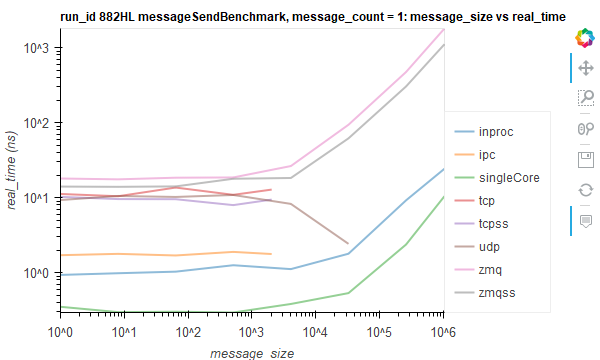 run_id 882HL messageSendBenchmark, message_count = 1: message_size vs real_time
real_time (ns)
10^3
10^2
10^1
10^0
10^0 10^1 10^2 10^3 10^4 10^5 10^6
message_size
inproc
ipc
singleCore
tcp
tcpss
udp
zmq
zmqss